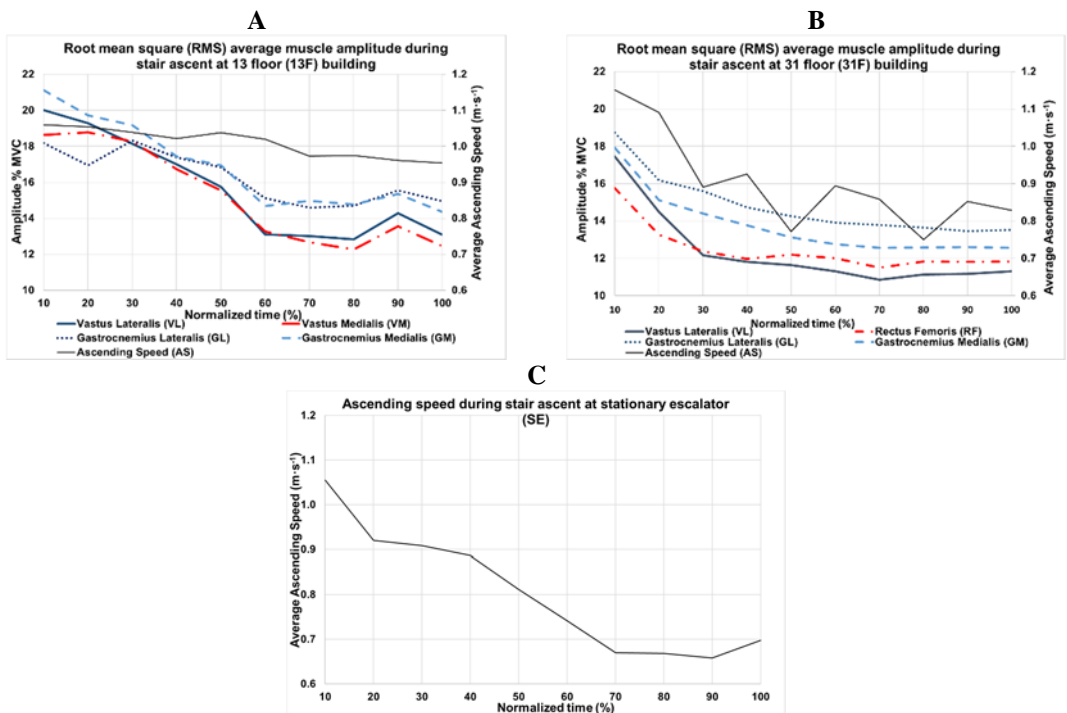 A
Root mean square (RMS) average muscle amplitude during
stair ascent at 13 floor (13F) building
22
20
18
16
14
12
10
Amplitude % MVC
1.2
1.1
1.0
0.9
0.8
0.7
0.6
Average Ascending Speed (m·s⁻¹)
10 20 30 40 50 60 70 80 90 100
Normalized time (%)
Vastus Lateralis (VL) Vastus Medialis (VM)
Gastrocnemius Lateralis (GL) Gastrocnemius Medialis (GM)
Ascending Speed (AS)
B
Root mean square (RMS) average muscle amplitude during
stair ascent at 31 floor (31F) building
22
20
18
16
14
12
10
Amplitude % MVC
1.2
1.1
1.0
0.9
0.8
0.7
0.6
Average Ascending Speed (m·s⁻¹)
10 20 30 40 50 60 70 80 90 100
Normalized time (%)
Vastus Lateralis (VL) Rectus Femoris (RF)
Gastrocnemius Lateralis (GL) Gastrocnemius Medialis (GM)
Ascending Speed (AS)
C
Ascending speed during stair ascent at stationary escalator
(SE)
1.2
1.1
1.0
0.9
0.8
0.7
0.6
Average Ascending Speed (m·s⁻¹)
10 20 30 40 50 60 70 80 90 100
Normalized time (%)